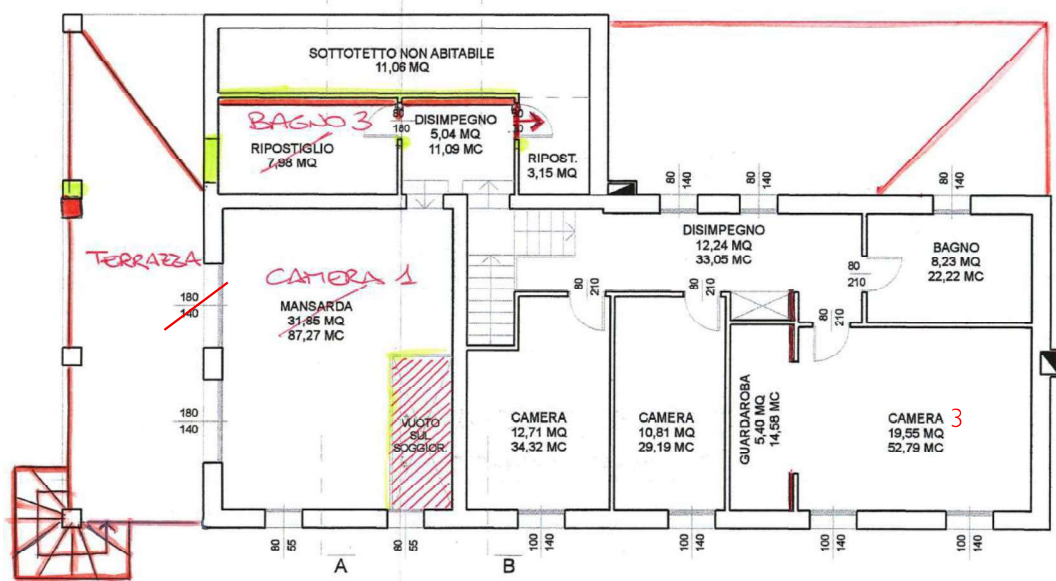 SOTTOTETTO NON ABITABILE
11,06 MQ
BAGNO 3
RIPOSTIGLIO
7,98 MQ
80
180
DISIMPEGNO
5,04 MQ
11,09 MC
RIPOST.
3,15 MQ
80
140
80
140
80
140
TERRAZZA
180
140
CAMERA 1
MANSARDA
31,85 MQ
87,27 MC
DISIMPEGNO
12,24 MQ
33,05 MC
BAGNO
8,23 MQ
22,22 MC
80
210
80
210
80
210
80
210
180
140
VUOTO
SUL
SOGGIOR.
CAMERA
12,71 MQ
34,32 MC
CAMERA
10,81 MQ
29,19 MC
GUARDAROBA
5,40 MQ
14,58 MC
CAMERA 3
19,55 MQ
52,79 MC
80
55
80
55
100
140
100
140
100
140
100
140
A
B